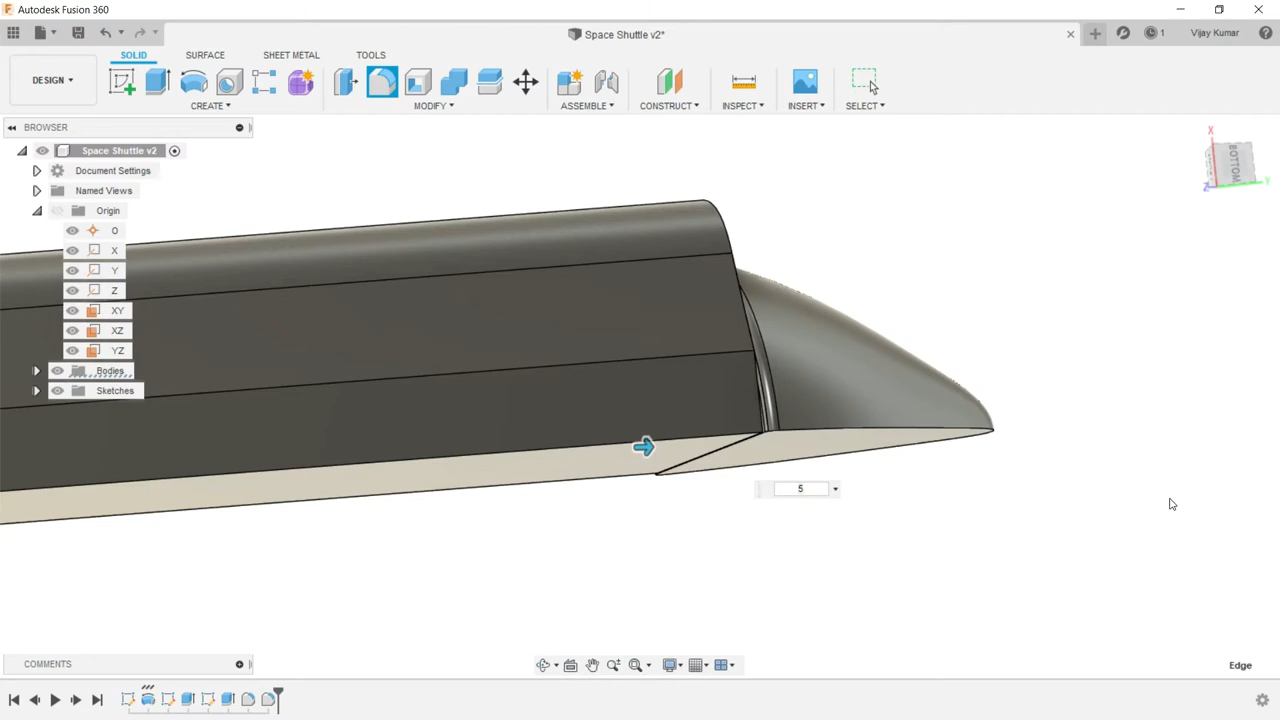 Autodesk Fusion 360
Space Shuttle v2*
1
Vijay Kumar
SOLID
SURFACE
SHEET METAL
TOOLS
DESIGN
CREATE
MODIFY
ASSEMBLE
CONSTRUCT
INSPECT
INSERT
SELECT
BROWSER
Space Shuttle v2
Document Settings
Named Views
Origin
O
X
Y
Z
XY
XZ
YZ
Bodies
Sketches
X
BOTTOM
Z
Y
5
COMMENTS
Edge